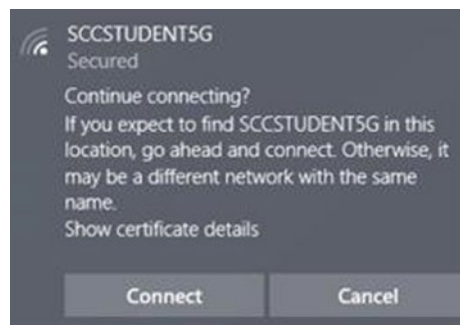 SCCSTUDENT5G
Secured
Continue connecting?
If you expect to find SCCSTUDENT5G in this
location, go ahead and connect. Otherwise, it
may be a different network with the same
name.
Show certificate details
Connect
Cancel